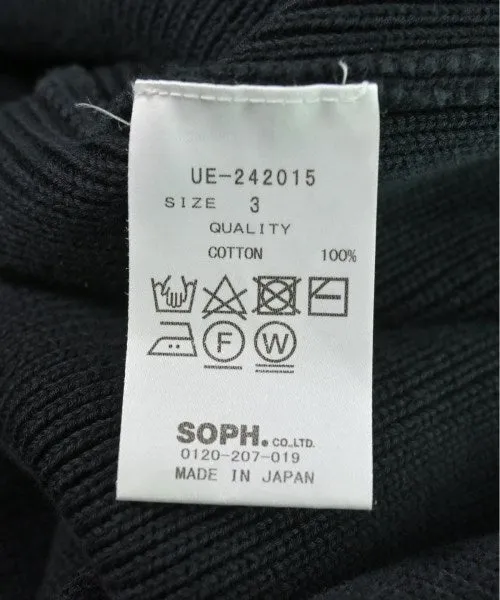 UE-242015
SIZE 3
QUALITY
COTTON 100%
F W
SOPH. CO.,LTD.
0120-207-019
MADE IN JAPAN